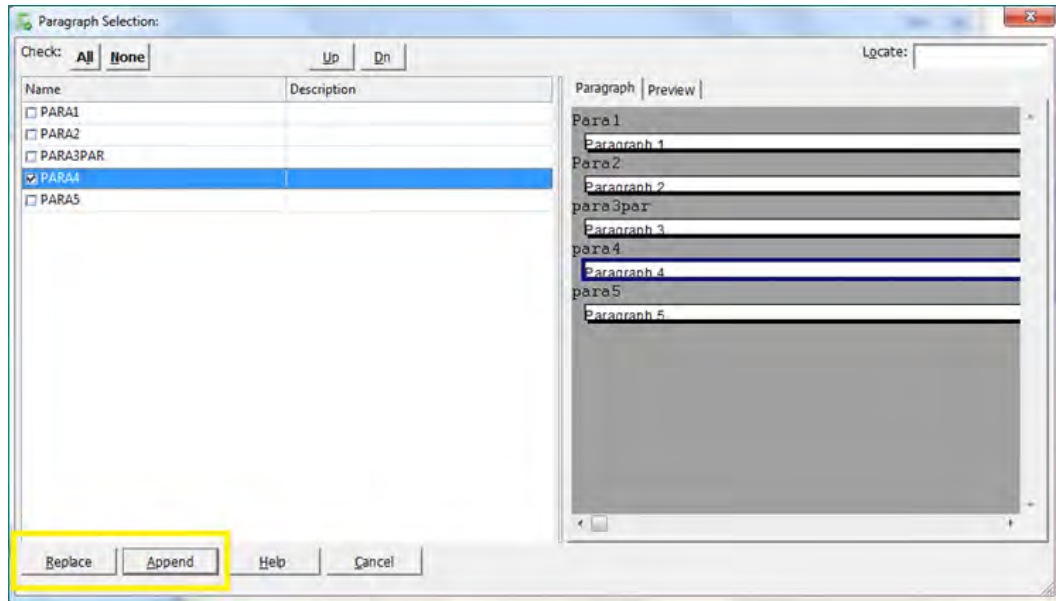 Paragraph Selection:
Check: All None Up Dn Locate:
Name Description
PARA1
PARA2
PARA3PAR
PARA4
PARA5
Paragraph Preview
Para1
Paragraph 1
Para2
Paragraph 2
para3par
Paragraph 3
para4
Paragraph 4
para5
Paragraph 5
Replace Append Help Cancel